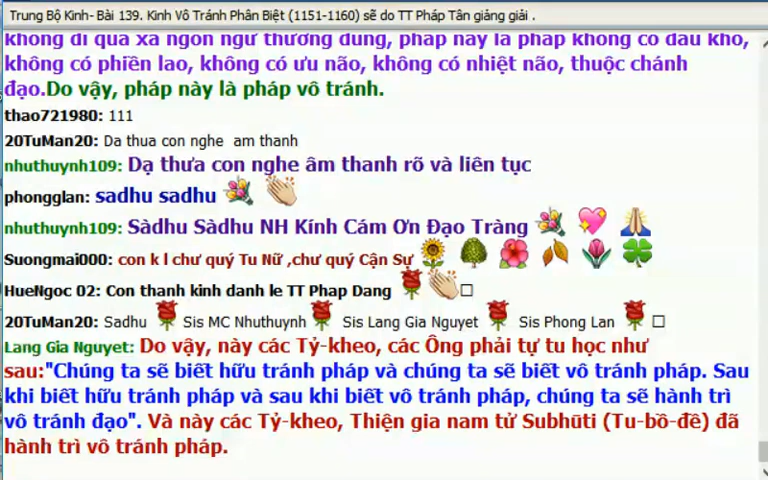 Trung Bộ Kinh- Bài 139. Kinh Vô Tránh Phân Biệt (1151-1160) sẽ do TT Pháp Tân giảng giải .
không đi quá xa ngôn ngữ thường dùng, pháp này là pháp không có đau khổ,
không có phiền lao, không có ưu não, không có nhiệt não, thuộc chánh
đạo.Do vậy, pháp này là pháp vô tránh.
thao721980: 111
20TuMan20: Da thua con nghe am thanh
nhuthuynh109: Dạ thưa con nghe âm thanh rõ và liên tục
phongglan: sadhu sadhu
nhuthuynh109: Sàdhu Sàdhu NH Kính Cám Ơn Đạo Tràng
Suongmai000: con k l chư quý Tu Nữ ,chư quý Cận Sự
HueNgoc 02: Con thanh kinh danh le TT Phap Dang
20TuMan20: Sadhu Sis MC Nhuthuynh Sis Lang Gia Nguyet Sis Phong Lan
Lang Gia Nguyet: Do vậy, này các Tỷ-kheo, các Ông phải tự tu học như
sau:"Chúng ta sẽ biết hữu tránh pháp và chúng ta sẽ biết vô tránh pháp. Sau
khi biết hữu tránh pháp và sau khi biết vô tránh pháp, chúng ta sẽ hành trì
vô tránh đạo". Và này các Tỷ-kheo, Thiện gia nam tử Subhūti (Tu-bồ-đề) đã
hành trì vô tránh pháp.